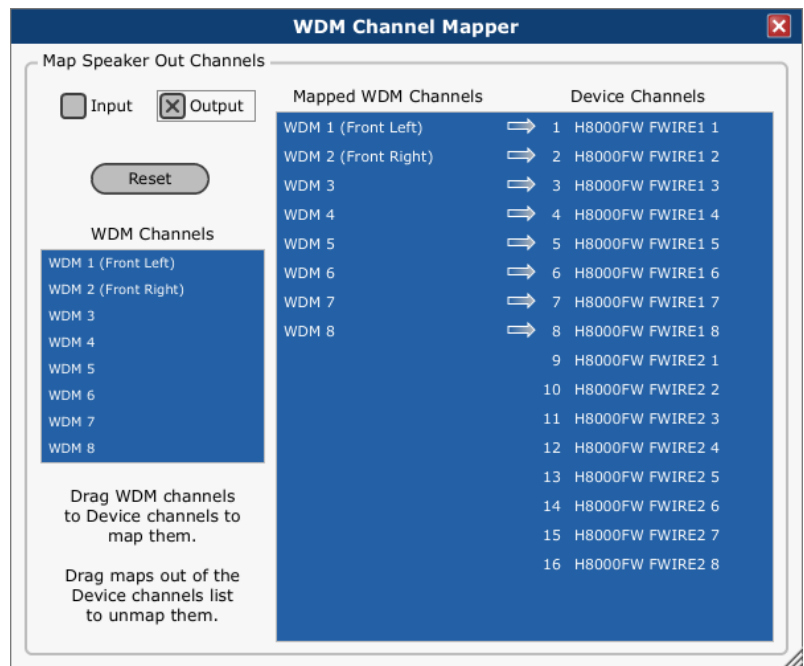 WDM Channel Mapper
Map Speaker Out Channels
Input Output
Reset
WDM Channels
WDM 1 (Front Left)
WDM 2 (Front Right)
WDM 3
WDM 4
WDM 5
WDM 6
WDM 7
WDM 8
Drag WDM channels
to Device channels to
map them.
Drag maps out of the
Device channels list
to unmap them.
Mapped WDM Channels Device Channels
WDM 1 (Front Left) ⇨ 1 H8000FW FWIRE1 1
WDM 2 (Front Right) ⇨ 2 H8000FW FWIRE1 2
WDM 3 ⇨ 3 H8000FW FWIRE1 3
WDM 4 ⇨ 4 H8000FW FWIRE1 4
WDM 5 ⇨ 5 H8000FW FWIRE1 5
WDM 6 ⇨ 6 H8000FW FWIRE1 6
WDM 7 ⇨ 7 H8000FW FWIRE1 7
WDM 8 ⇨ 8 H8000FW FWIRE1 8
9 H8000FW FWIRE2 1
10 H8000FW FWIRE2 2
11 H8000FW FWIRE2 3
12 H8000FW FWIRE2 4
13 H8000FW FWIRE2 5
14 H8000FW FWIRE2 6
15 H8000FW FWIRE2 7
16 H8000FW FWIRE2 8